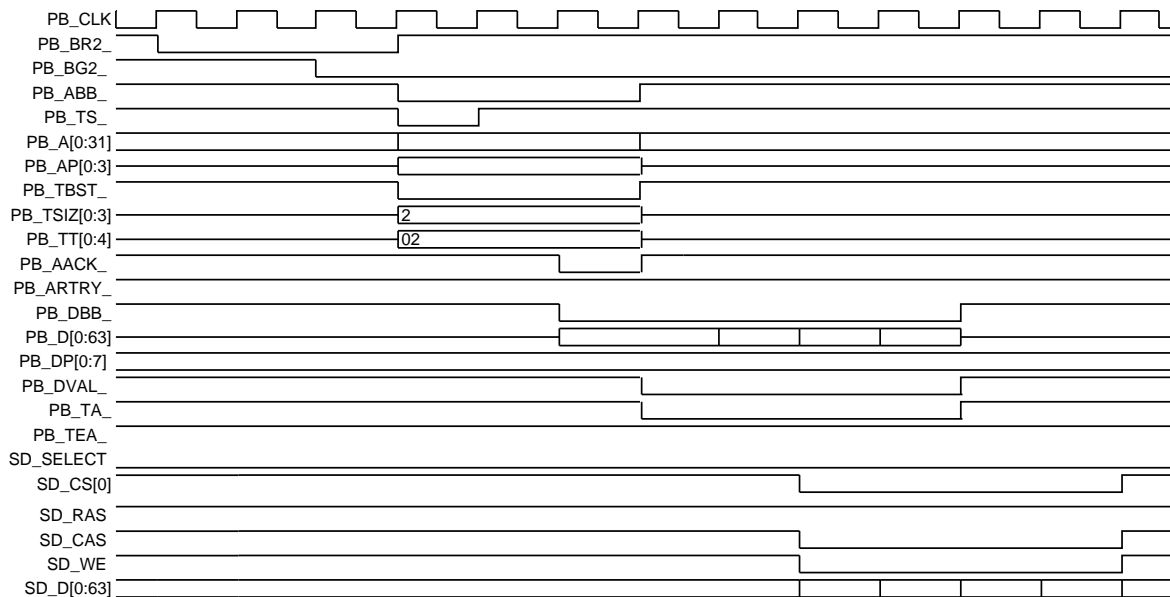 PB_CLK
PB_BR2_
PB_BG2_
PB_ABB_
PB_TS_
PB_A[0:31]
PB_AP[0:3]
PB_TBST_
PB_TSIZ[0:3] 2
PB_TT[0:4] 02
PB_AACK_
PB_ARTRY_
PB_DBB_
PB_D[0:63]
PB_DP[0:7]
PB_DVAL_
PB_TA_
PB_TEA_
SD_SELECT
SD_CS[0]
SD_RAS
SD_CAS
SD_WE
SD_D[0:63]